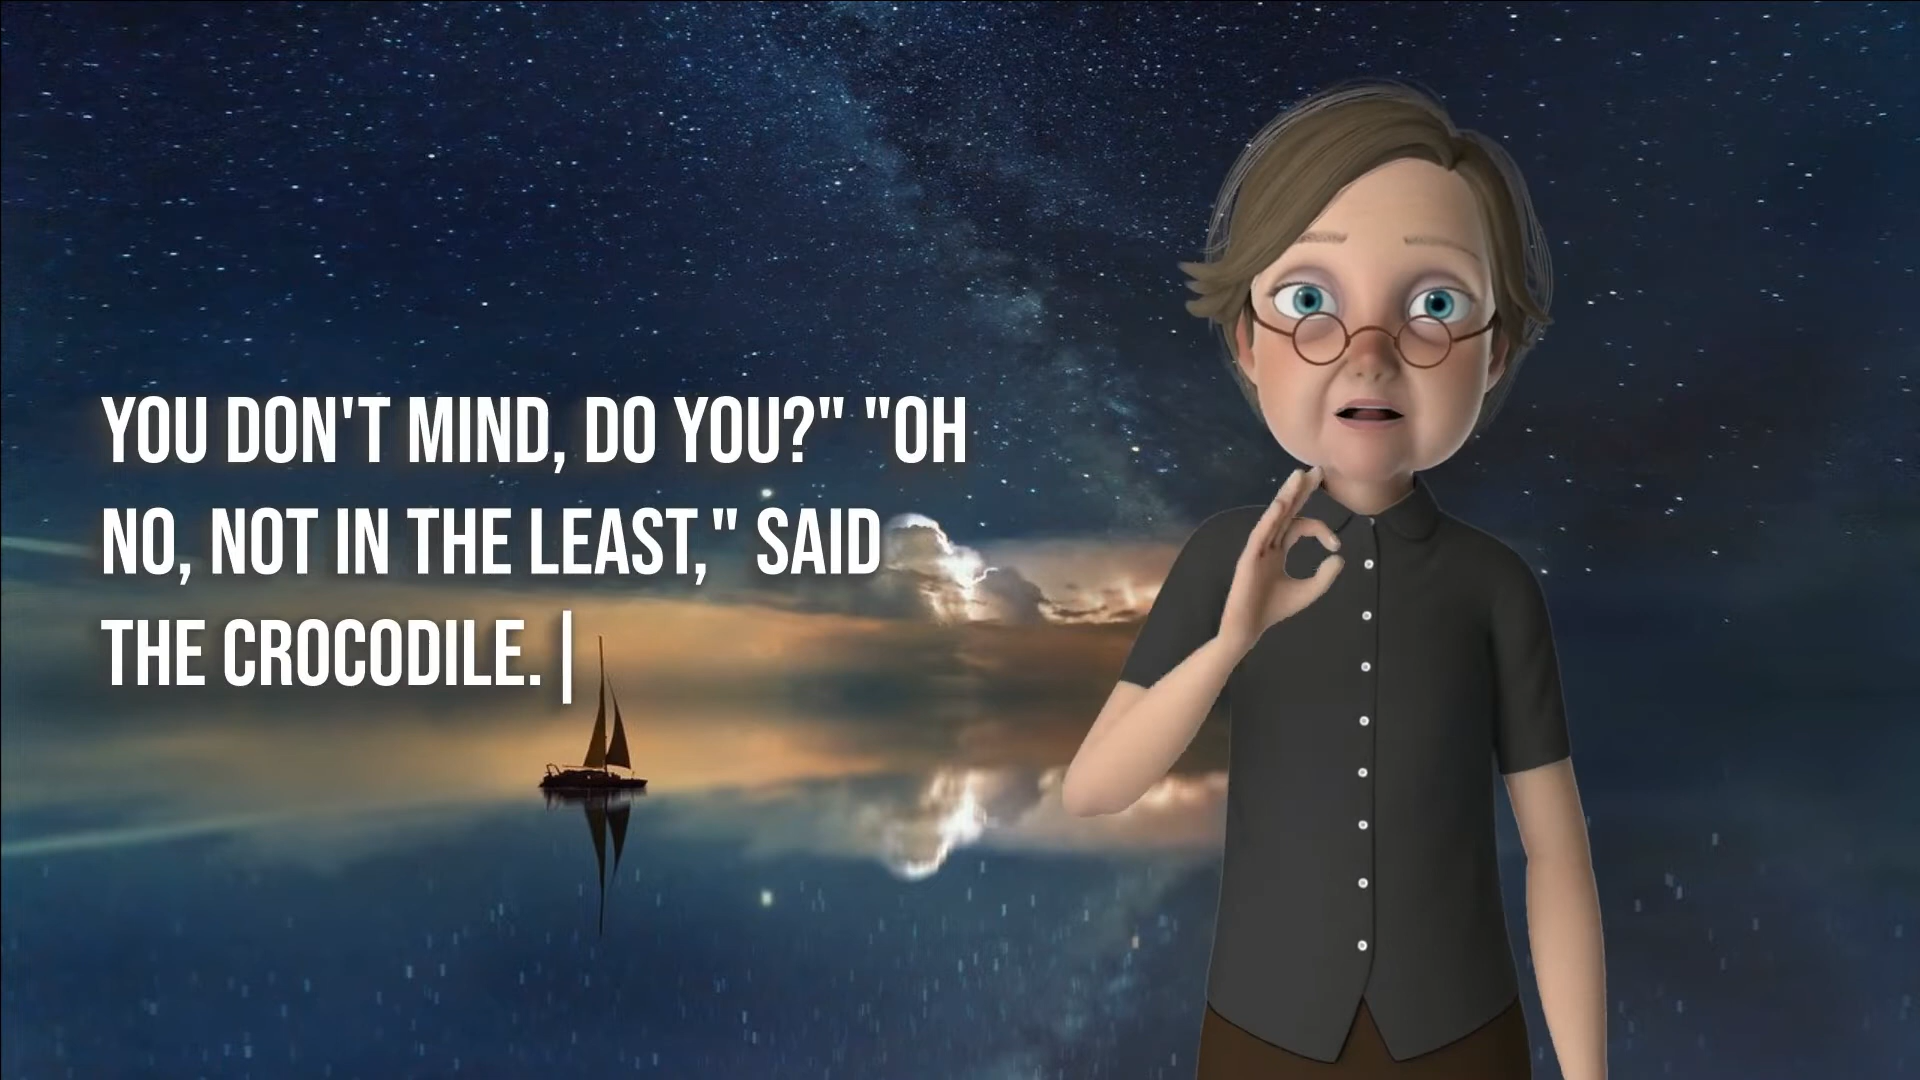 YOU DON'T MIND, DO YOU?" "OH
NO, NOT IN THE LEAST," SAID
THE CROCODILE. |